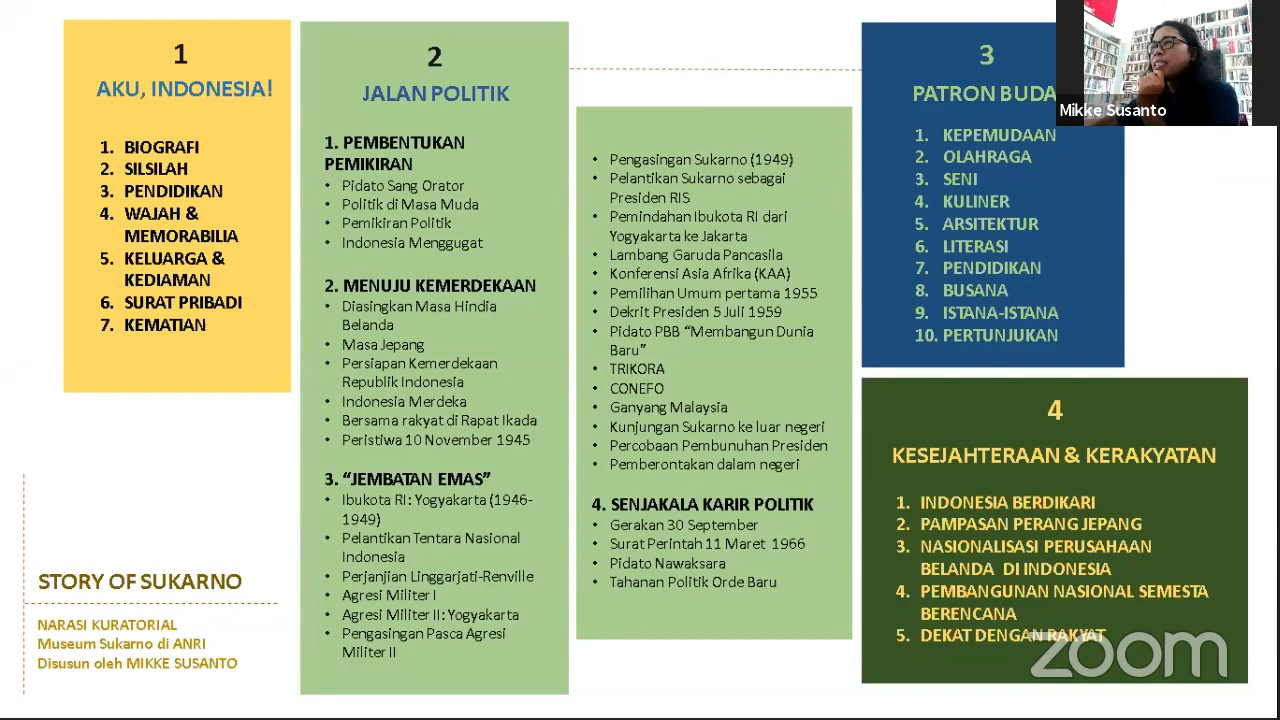 1
AKU, INDONESIA!
1. BIOGRAFI
2. SILSILAH
3. PENDIDIKAN
4. WAJAH &
MEMORABILIA
5. KELUARGA &
KEDIAMAN
6. SURAT PRIBADI
7. KEMATIAN
2
JALAN POLITIK
1. PEMBENTUKAN
PEMIKIRAN
• Pidato Sang Orator
• Politik di Masa Muda
• Pemikiran Politik
• Indonesia Menggugat
2. MENUJU KEMERDEKAAN
• Diasingkan Masa Hindia
Belanda
• Masa Jepang
• Persiapan Kemerdekaan
Republik Indonesia
• Indonesia Merdeka
• Bersama rakyat di Rapat Ikada
• Peristiwa 10 November 1945
3. “JEMBATAN EMAS”
• Ibukota RI: Yogyakarta (1946-
1949)
• Pelantikan Tentara Nasional
Indonesia
• Perjanjian Linggarjati-Renville
• Agresi Militer I
• Agresi Militer II: Yogyakarta
• Pengasingan Pasca Agresi
Militer II
• Pengasingan Sukarno (1949)
• Pelantikan Sukarno sebagai
Presiden RIS
• Pemindahan Ibukota RI dari
Yogyakarta ke Jakarta
• Lambang Garuda Pancasila
• Konferensi Asia Afrika (KAA)
• Pemilihan Umum pertama 1955
• Dekrit Presiden 5 Juli 1959
• Pidato PBB “Membangun Dunia
Baru”
• TRIKORA
• CONEFO
• Ganyang Malaysia
• Kunjungan Sukarno ke luar negeri
• Percobaan Pembunuhan Presiden
• Pemberontakan dalam negeri
4. SENJAKALA KARIR POLITIK
• Gerakan 30 September
• Surat Perintah 11 Maret 1966
• Pidato Nawaksara
• Tahanan Politik Orde Baru
3
PATRON BUDA
1. KEPEMUDAAN
2. OLAHRAGA
3. SENI
4. KULINER
5. ARSITEKTUR
6. LITERASI
7. PENDIDIKAN
8. BUSANA
9. ISTANA-ISTANA
10. PERTUNJUKAN
Mikke Susanto
4
KESEJAHTERAAN & KERAKYATAN
1. INDONESIA BERDIKARI
2. PAMPASAN PERANG JEPANG
3. NASIONALISASI PERUSAHAAN
BELANDA DI INDONESIA
4. PEMBANGUNAN NASIONAL SEMESTA
BERENCANA
5. DEKAT DENGAN RAKYAT
zoom
STORY OF SUKARNO
NARASI KURATORIAL
Museum Sukarno di ANRI
Disusun oleh MIKKE SUSANTO